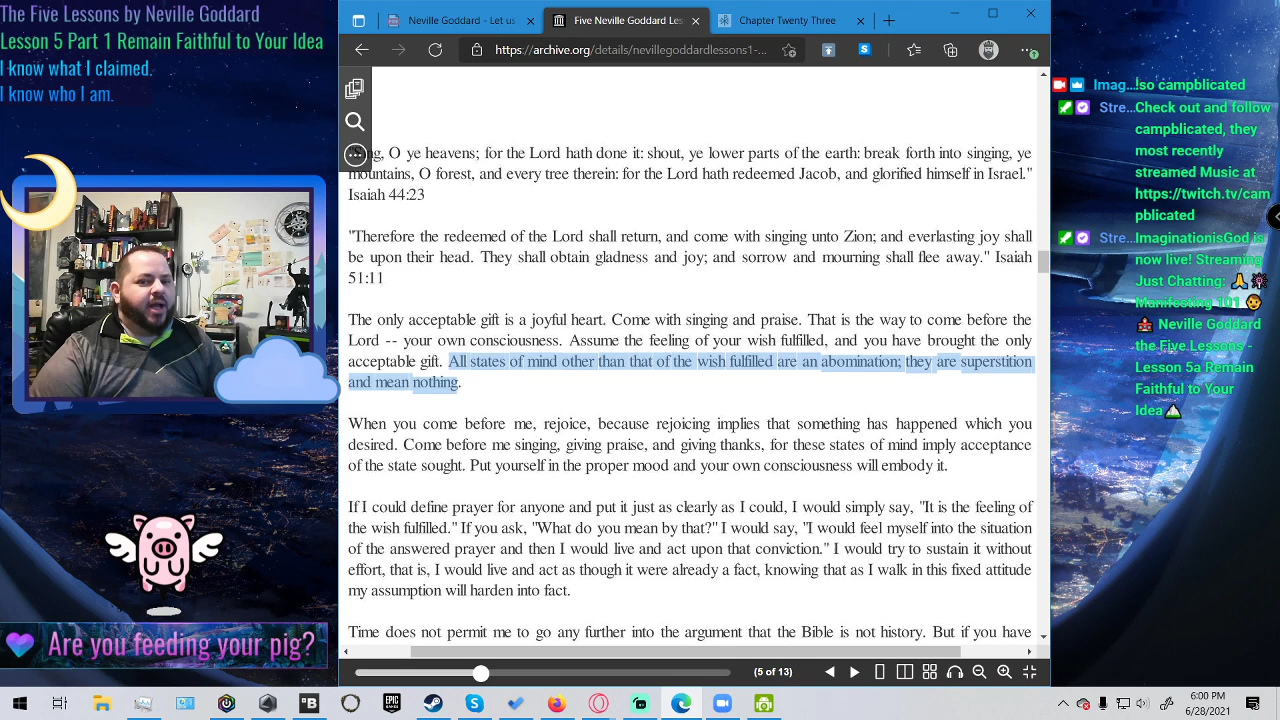 The Five Lessons by Neville Goddard
Lesson 5 Part 1 Remain Faithful to Your Idea
I know what I claimed.
I know who I am.
Are you feeding your pig?
Neville Goddard - Let us
Five Neville Goddard Les
Chapter Twenty Three
https://archive.org/details/nevillegoddardlessons1-...
O ye heavens; for the Lord hath done it: shout, ye lower parts of the earth: break forth into singing, ye
mountains, O forest, and every tree therein: for the Lord hath redeemed Jacob, and glorified himself in Israel."
Isaiah 44:23
"Therefore the redeemed of the Lord shall return, and come with singing unto Zion; and everlasting joy shall
be upon their head. They shall obtain gladness and joy; and sorrow and mourning shall flee away." Isaiah
51:11
The only acceptable gift is a joyful heart. Come with singing and praise. That is the way to come before the
Lord -- your own consciousness. Assume the feeling of your wish fulfilled, and you have brought the only
acceptable gift. All states of mind other than that of the wish fulfilled are an abomination; they are superstition
and mean nothing.
When you come before me, rejoice, because rejoicing implies that something has happened which you
desired. Come before me singing, giving praise, and giving thanks, for these states of mind imply acceptance
of the state sought. Put yourself in the proper mood and your own consciousness will embody it.
If I could define prayer for anyone and put it just as clearly as I could, I would simply say, "It is the feeling of
the wish fulfilled." If you ask, "What do you mean by that?" I would say, "I would feel myself into the situation
of the answered prayer and then I would live and act upon that conviction." I would try to sustain it without
effort, that is, I would live and act as though it were already a fact, knowing that as I walk in this fixed attitude
my assumption will harden into fact.
Time does not permit me to go any further into the argument that the Bible is not history. But if you have
(5 of 13)
Imag...!so campblicated
Stre...Check out and follow
campblicated, they
most recently
streamed Music at
https://twitch.tv/cam
pblicated
Stre...ImaginationisGod is
now live! Streaming
Just Chatting: 🙏
Manifesting 101
Neville Goddard
the Five Lessons -
Lesson 5a Remain
Faithful to Your
Idea
EPIC
GAMES
6:00 PM
6/28/2021